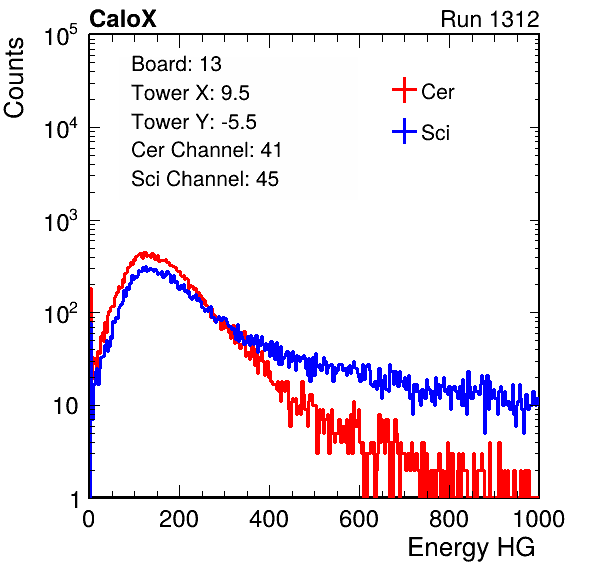 CaloX Run 1312
Counts
10^5
10^4
10^3
10^2
10
1
Board: 13
Tower X: 9.5
Tower Y: -5.5
Cer Channel: 41
Sci Channel: 45
Cer
Sci
0 200 400 600 800 1000
Energy HG